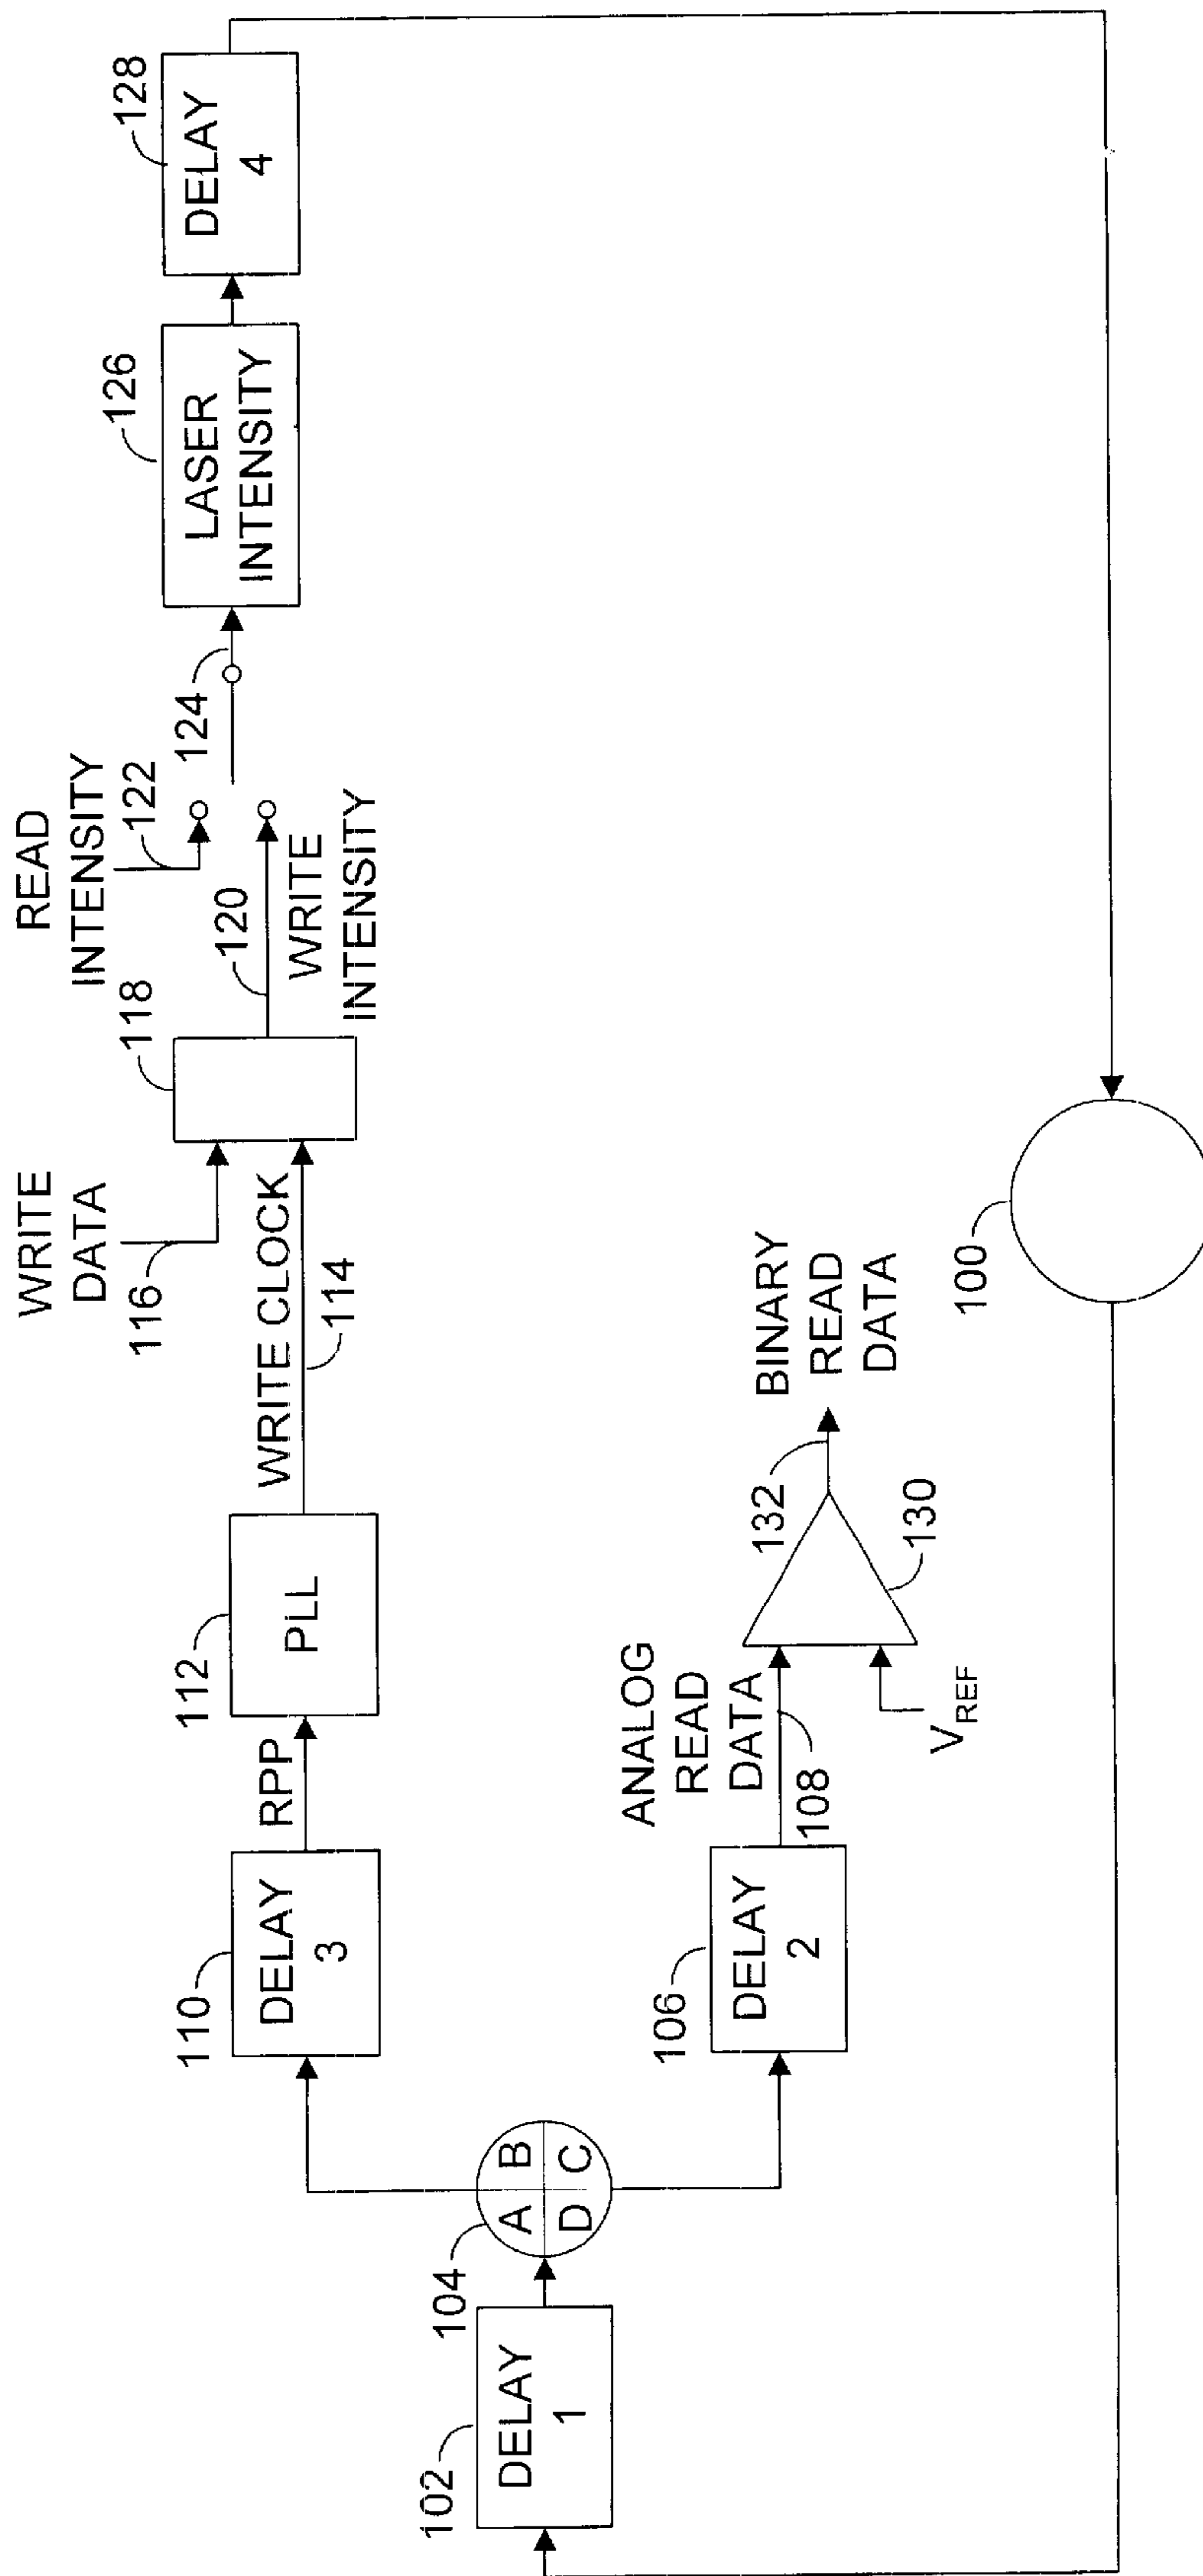 READ
INTENSITY
122
124
126
LASER
INTENSITY
128
DELAY
4
WRITE
DATA
116
118
120
WRITE
INTENSITY
110
DELAY
3
RPP
112
PLL
WRITE CLOCK
114
102
DELAY
1
104
A B
D C
106
DELAY
2
ANALOG
READ
DATA
108
VREF
130
132
BINARY
READ
DATA
100